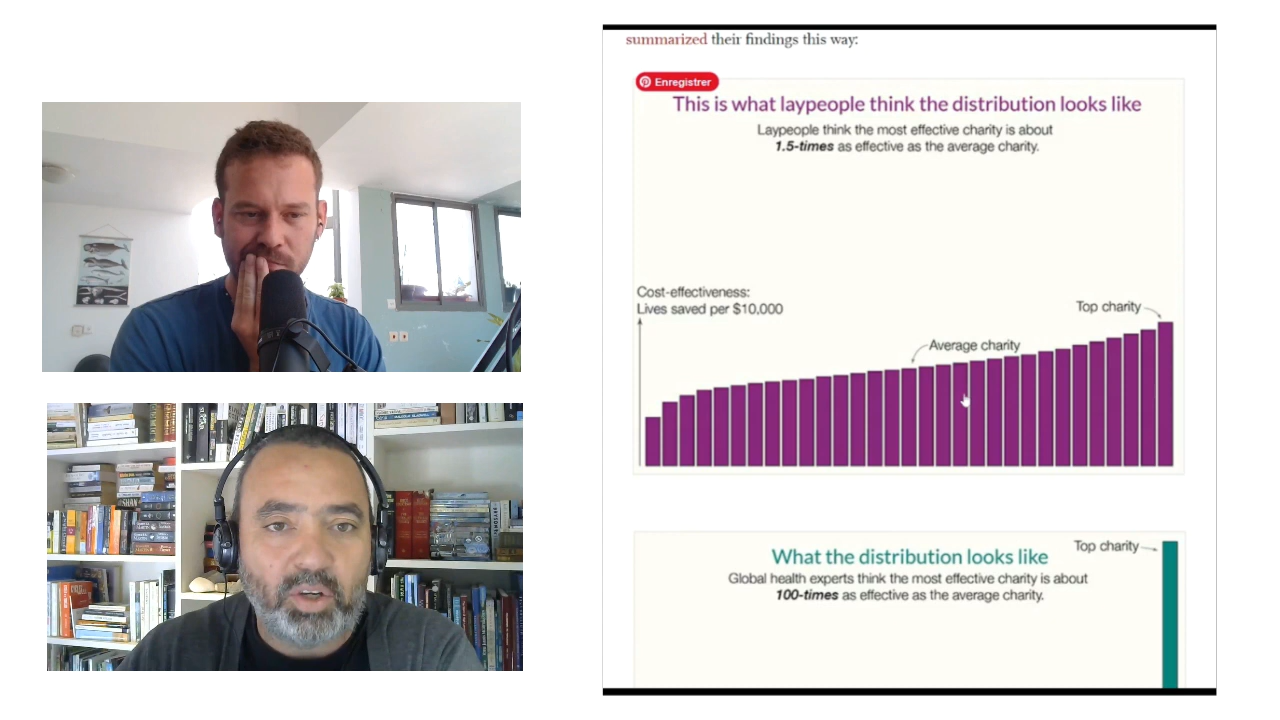 summarized their findings this way:
Enregistrer
This is what laypeople think the distribution looks like
Laypeople think the most effective charity is about
1.5-times as effective as the average charity.
Cost-effectiveness:
Lives saved per $10,000
Top charity
Average charity
What the distribution looks like
Top charity
Global health experts think the most effective charity is about
100-times as effective as the average charity.